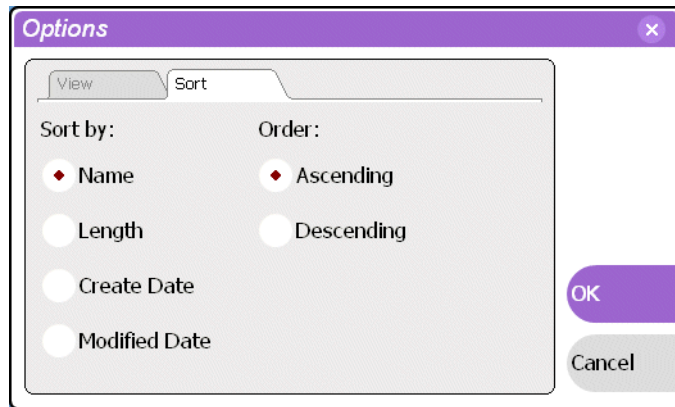 Options
View
Sort
Sort by:
Order:
Name
Ascending
Length
Descending
Create Date
Modified Date
OK
Cancel